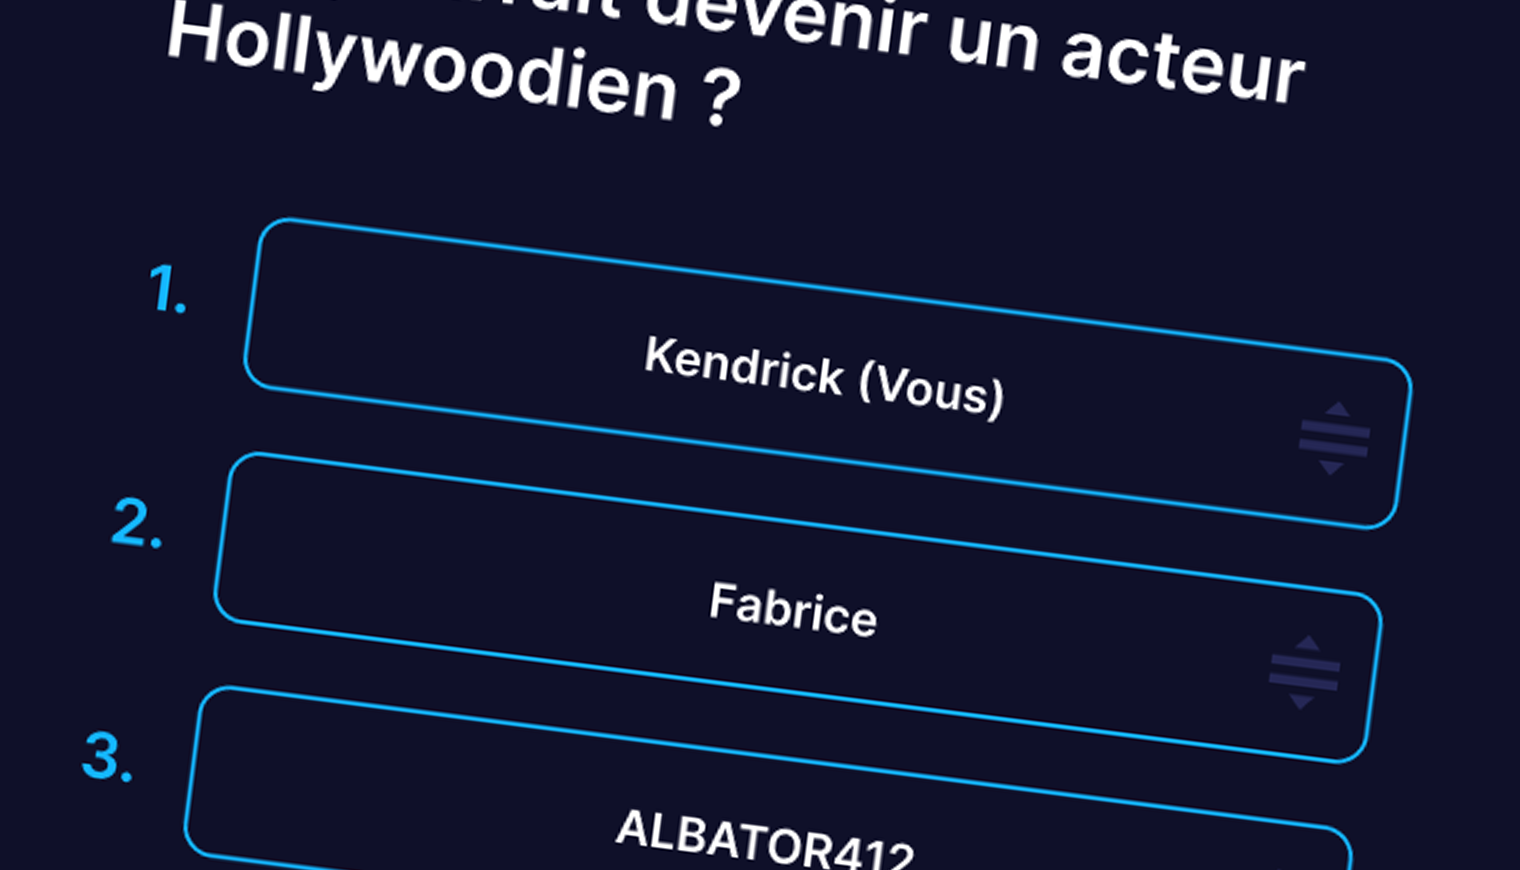 devenir un acteur
Hollywoodien ?
1.
Kendrick (Vous)
2.
Fabrice
3.
ALBATOR412